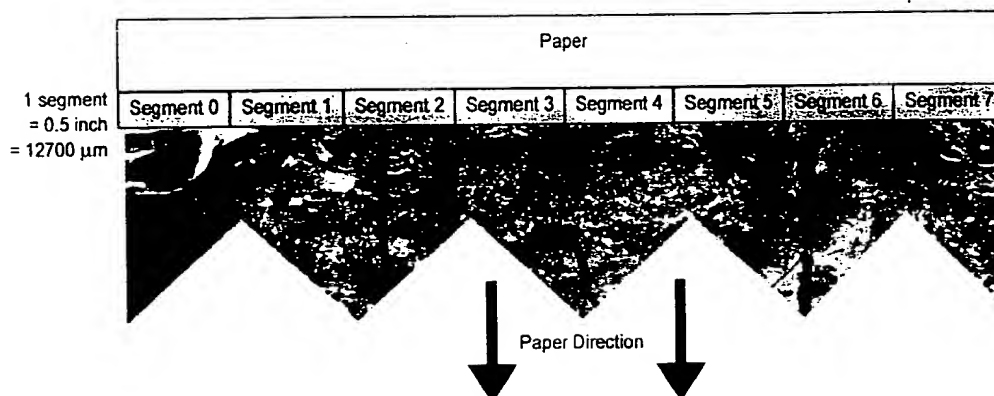 Paper
1 segment
= 0.5 inch
= 12700 µm
Segment 0 Segment 1 Segment 2 Segment 3 Segment 4 Segment 5 Segment 6 Segment 7
Paper Direction